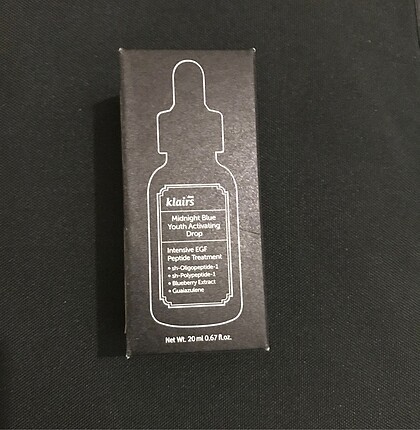 klairs
Midnight Blue
Youth Activating
Drop
Intensive EGF
Peptide Treatment
• sh-Oligopeptide-1
• sh-Polypeptide-1
• Blueberry Extract
• Guaiazulene
Net Wt. 20 ml 0.67 fl.oz.